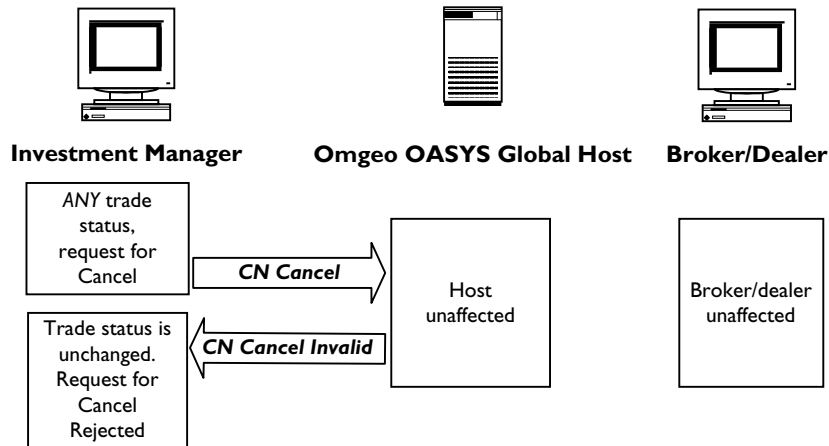 Investment Manager
Omgeo OASYS Global Host
Broker/Dealer
ANY trade
status,
request for
Cancel
CN Cancel
Host
unaffected
Broker/dealer
unaffected
Trade status is
unchanged.
Request for
Cancel
Rejected
CN Cancel Invalid